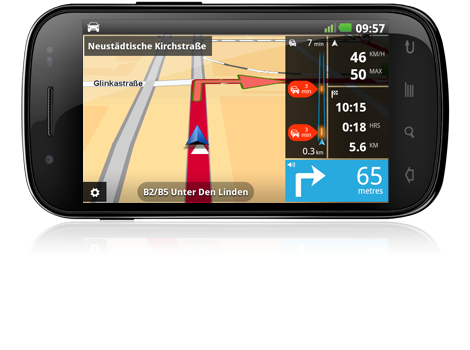 09:57
Neustädtische Kirchstraße
Glinkastraße
B2/B5 Unter Den Linden
7 min
3 min
3 min
0.3 km
46 KM/H
50 MAX
10:15
0:18 HRS
5.6 KM
65
metres